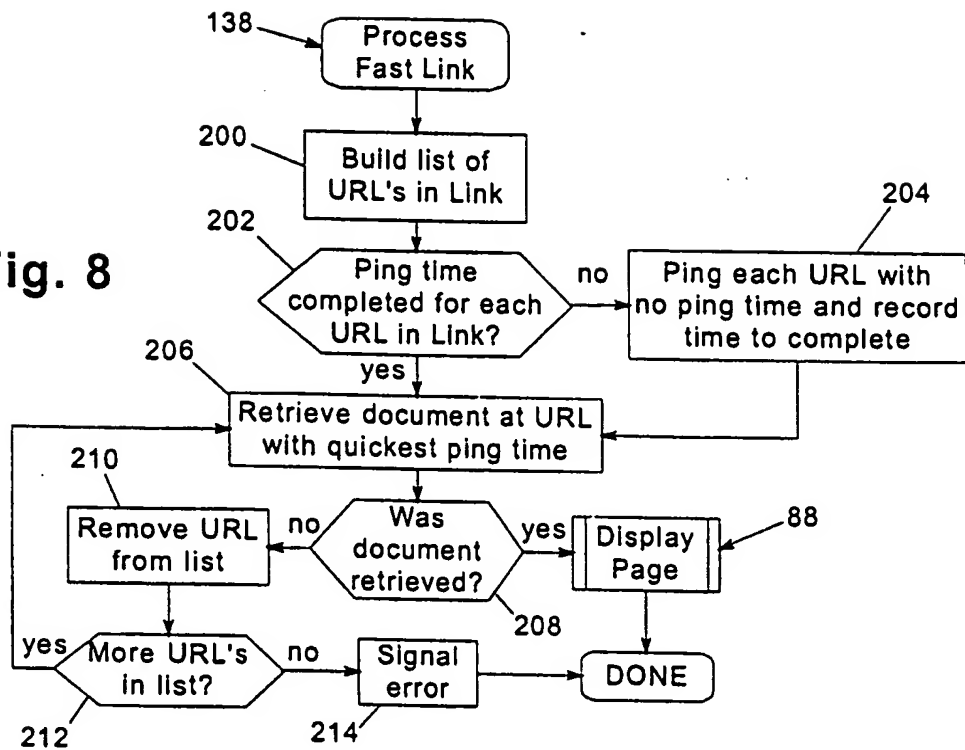 138
Process
Fast Link
200
Build list of
URL's in Link
202
204
ig. 8
Ping time
completed for each
URL in Link?
no
Ping each URL with
no ping time and record
time to complete
206
yes
Retrieve document at URL
with quickest ping time
210
Remove URL
from list
no
Was
document
retrieved?
yes
Display
Page
88
208
yes
More URL's
in list?
no
Signal
error
DONE
212
214